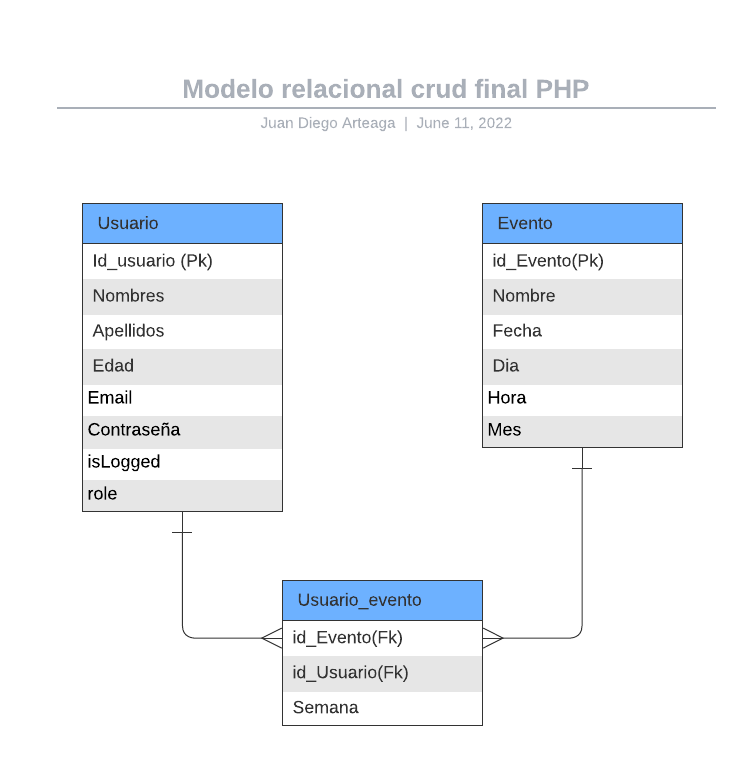 Modelo relacional crud final PHP
Juan Diego Arteaga | June 11, 2022
Usuario
Id_usuario (Pk)
Nombres
Apellidos
Edad
Email
Contraseña
isLogged
role
Evento
id_Evento(Pk)
Nombre
Fecha
Dia
Hora
Mes
Usuario_evento
id_Evento(Fk)
id_Usuario(Fk)
Semana